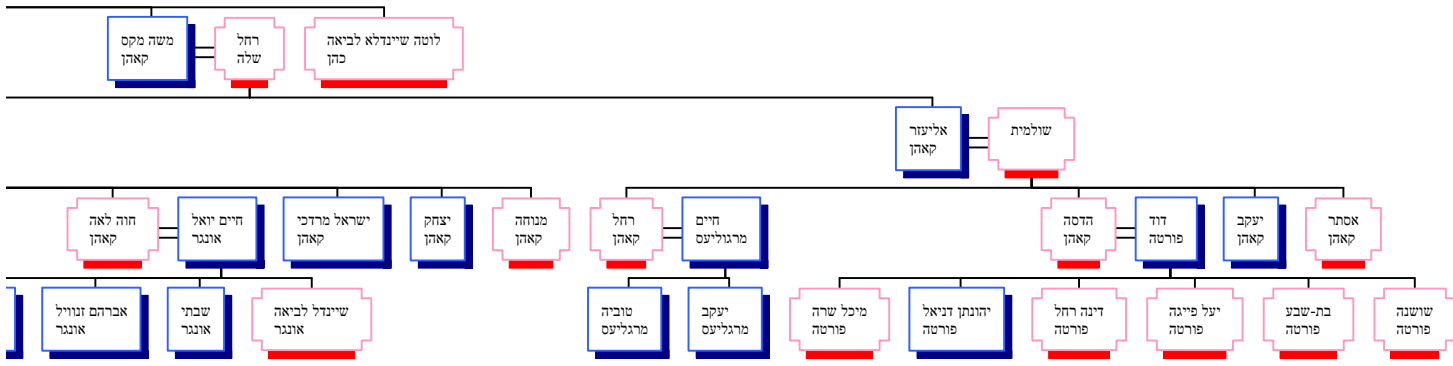 משה מקס
קאהן
רחל
שלה
לוטה שיינדלא לביאה
כהן
אליעזר
קאהן
שולמית
חוה לאה
קאהן
חיים יואל
אונגר
ישראל מרדכי
קאהן
יצחק
קאהן
מנוחה
קאהן
רחל
קאהן
חיים
מרגוליעס
הדסה
קאהן
דוד
פורטה
יעקב
קאהן
אסתר
קאהן
אברהם זנוויל
אונגר
שבתי
אונגר
שיינדל לביאה
אונגר
טוביה
מרגליעס
יעקב
מרגליעס
מיכל שרה
פורטה
יהונתן דניאל
פורטה
דינה רחל
פורטה
יעל פייגה
פורטה
בת-שבע
פורטה
שושנה
פורטה